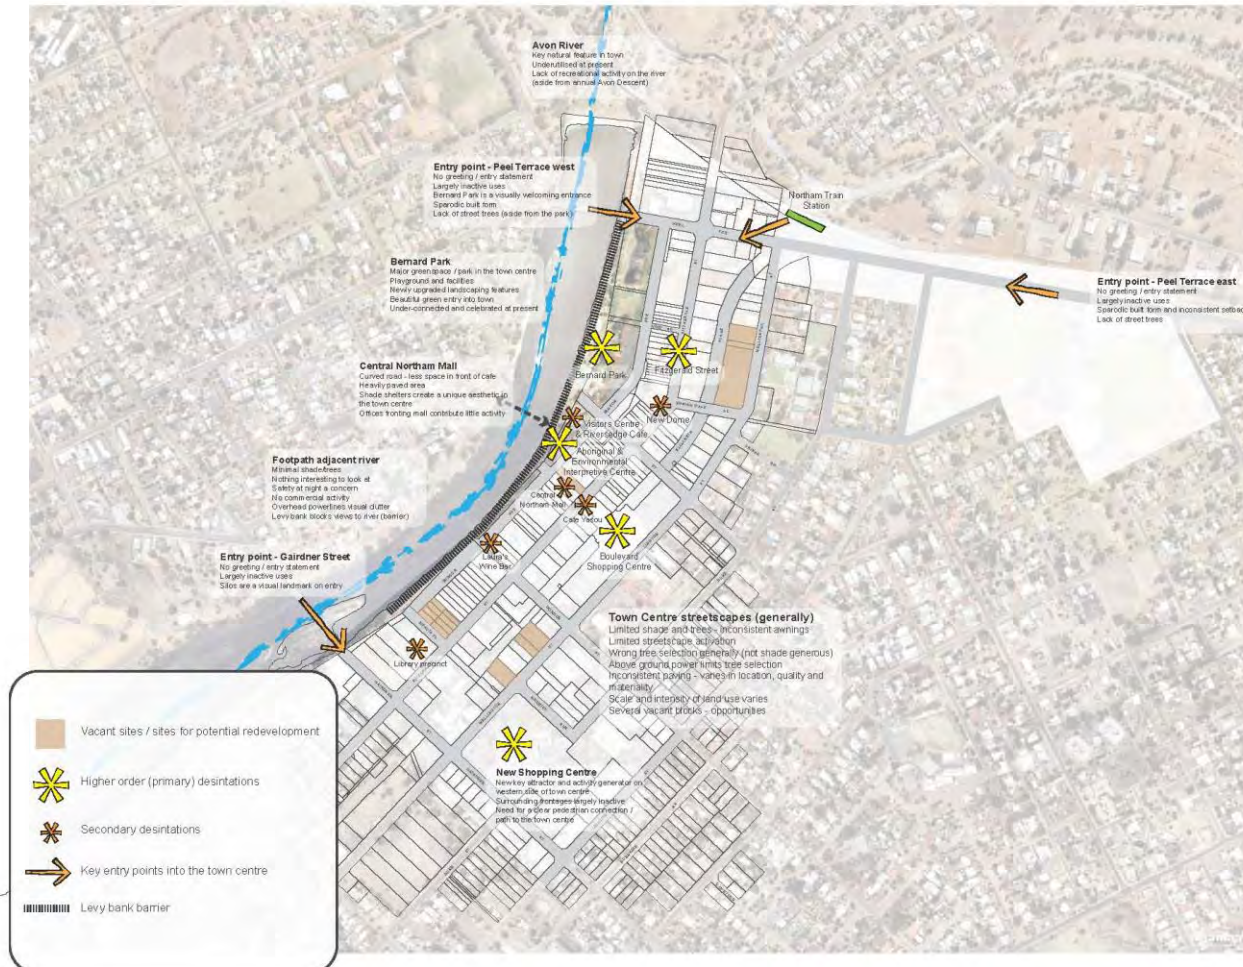 Avon River
Key natural feature in town
Underutilised at present
Lack of recreational activity on the river
(aside from annual Avon Descent)
Entry point - Peel Terrace west
No greeting / entry statement
Largely inactive uses
Bernard Park is a visually welcoming entrance
Sparodic built form
Lack of street trees (aside from the park)
Northam Train
Station
Bernard Park
Major greenspace / park in the town centre
Playground and facilities
Newly upgraded landscaping features
Beautiful green entry into town
Under-connected and celebrated at present
Entry point - Peel Terrace east
No greeting / entry statement
Largely inactive uses
Sparodic built form and inconsistent setbac
Lack of street trees
Central Northam Mall
Curved road - less space in front of cafe
Heavily paved area
Shade shelters create a unique aesthetic in
the town centre
Offices fronting mall contribute little activity
Bernard Park
Fitzgerald Street
New Dome
Visitors Centre
& Riversedge Cafe
Aboriginal &
Environmental
Interpretive Centre
Footpath adjacent river
Minimal shade/trees
Nothing interesting to look at
Safety at night a concern
No commercial activity
Overhead powerlines visual clutter
Levy bank blocks views to river (barrier)
Central
Northam Mall
Cafe Yasou
Boulevard
Shopping Centre
Laura's
Wine Bar
Entry point - Gairdner Street
No greeting / entry statement
Largely inactive uses
Silos are a visual landmark on entry
Library precinct
Town Centre streetscapes (generally)
Limited shade and trees - inconsistent awnings
Limited streetscape activation
Wrong tree selection generally (not shade generous)
Above ground power limits tree selection
Inconsistent paving - varies in location, quality and
materiality
Scale and intensity of land use varies
Several vacant blocks - opportunities
New Shopping Centre
New key attractor and activity generator on
western side of town centre
Surrounding frontages largely inactive
Need for a clear pedestrian connection /
path to the town centre
Vacant sites / sites for potential redevelopment
Higher order (primary) desintations
Secondary desintations
Key entry points into the town centre
Levy bank barrier